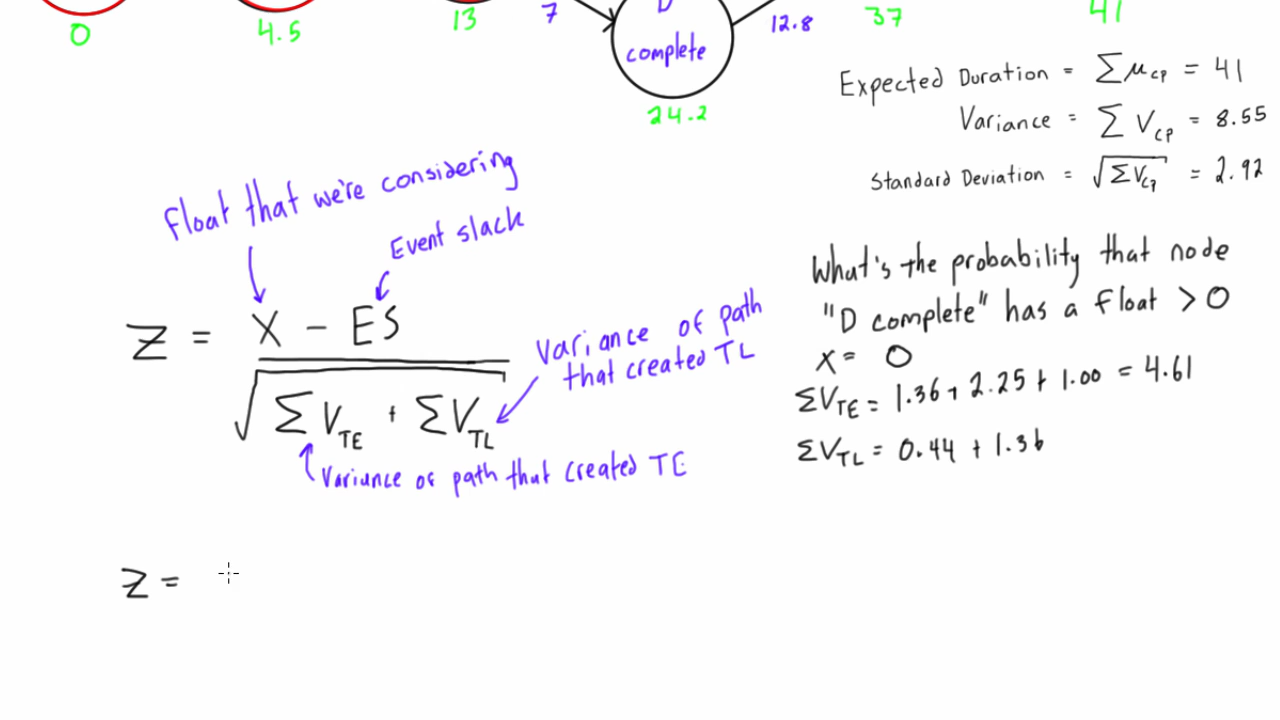 0
4.5
13
7
D
complete
24.2
12.8
37
41
Expected Duration = ΣμCP = 41
Variance = ΣVCP = 8.55
Standard Deviation = √ΣVCP = 2.92
Float that we're considering
Event slack
Z = X - ES
√ΣVTE + ΣVTL
Variance of path
that created TL
Variance of path that created TE
What's the probability that node
"D complete" has a float > 0
X = 0
ΣVTE = 1.36 + 2.25 + 1.00 = 4.61
ΣVTL = 0.44 + 1.36
Z =